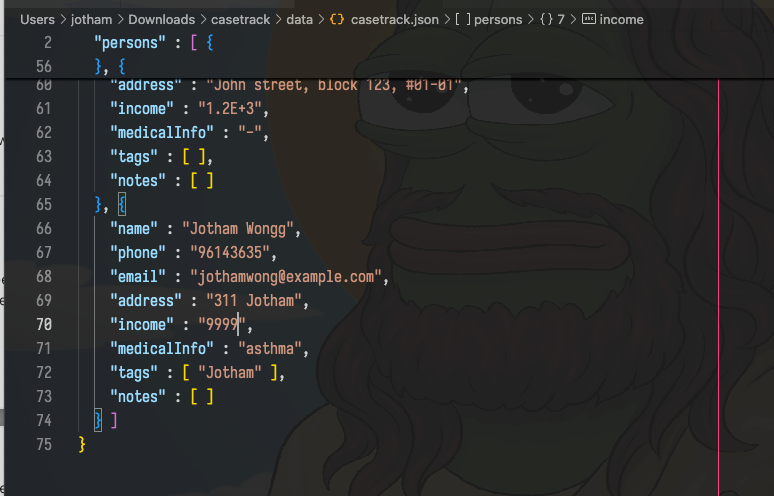 Users > jotham > Downloads > casetrack > data > {} casetrack.json > [ ] persons > {} 7 > abc income
2 "persons" : [ {
56 }, {
60 "address" : "John street, block 123, #01-01",
61 "income" : "1.2E+3",
62 "medicalInfo" : "-",
63 "tags" : [ ],
64 "notes" : [ ]
65 }, {
66 "name" : "Jotham Wongg",
67 "phone" : "96143635",
68 "email" : "jothamwong@example.com",
69 "address" : "311 Jotham",
70 "income" : "9999",
71 "medicalInfo" : "asthma",
72 "tags" : [ "Jotham" ],
73 "notes" : [ ]
74 } ]
75 }